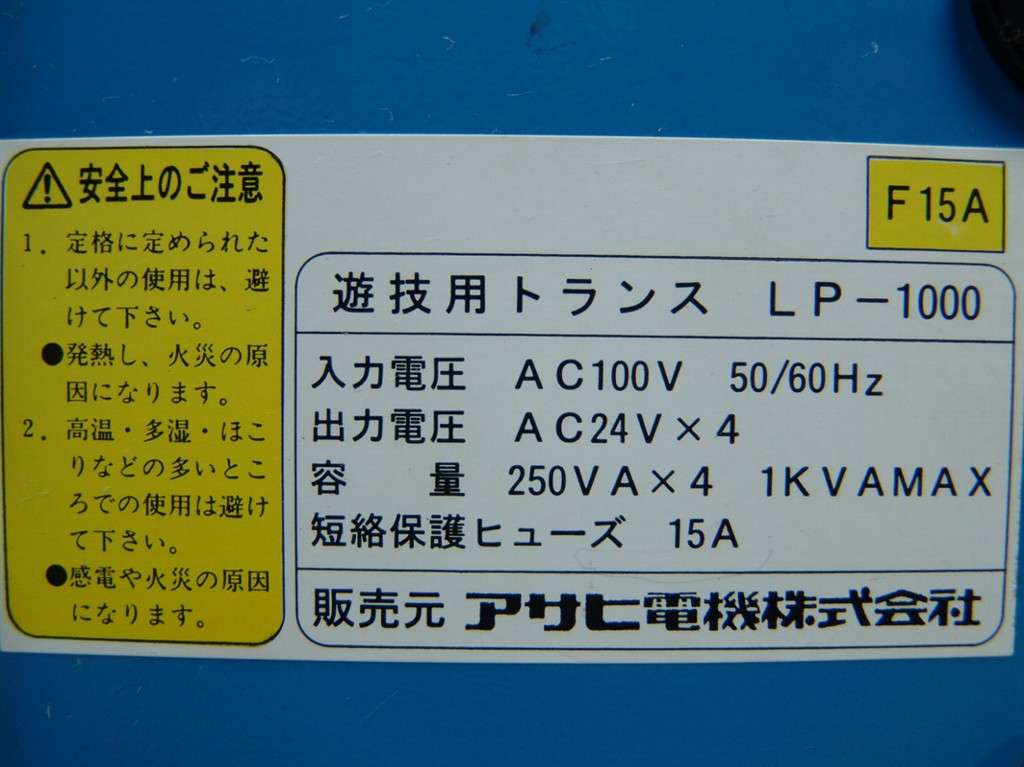 安全上のご注意
1．定格に定められた
以外の使用は、避
けて下さい。
●発熱し、火災の原
因になります。
2．高温・多湿・ほこ
りなどの多いとこ
ろでの使用は避け
て下さい。
●感電や火災の原因
になります。
F15A
遊技用トランス LP－1000
入力電圧 AC100V 50/60Hz
出力電圧 AC24V×4
容量 250VA×4 1KVAMAX
短絡保護ヒューズ 15A
販売元 アサヒ電機株式会社